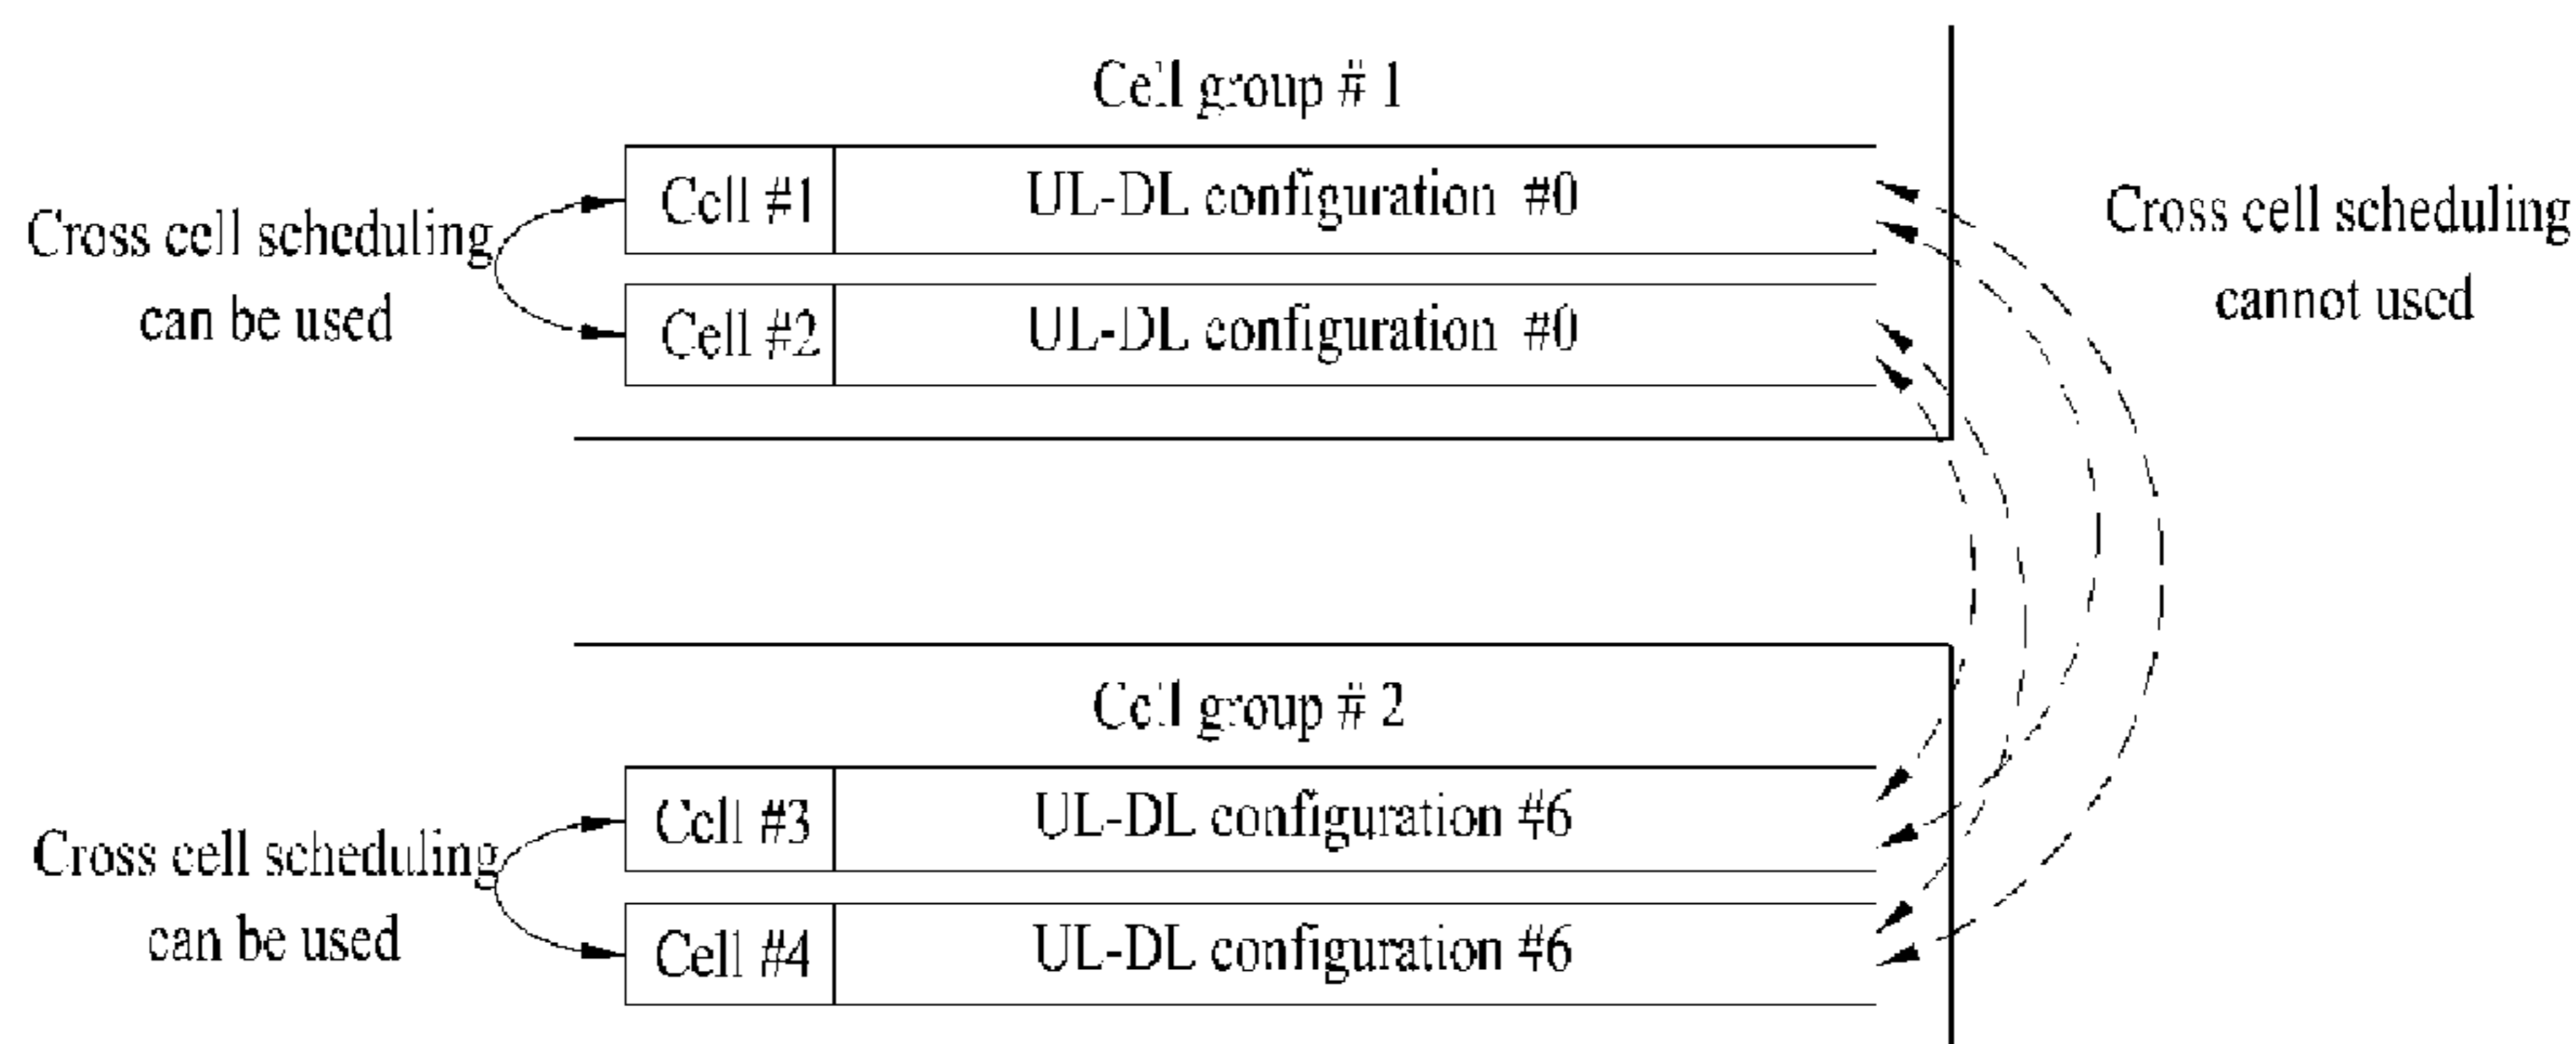 Cell group # 1
Cross cell scheduling
can be used
Cell #1
UL-DL configuration #0
Cell #2
UL-DL configuration #0
Cross cell scheduling
cannot used
Cell group # 2
Cross cell scheduling
can be used
Cell #3
UL-DL configuration #6
Cell #4
UL-DL configuration #6